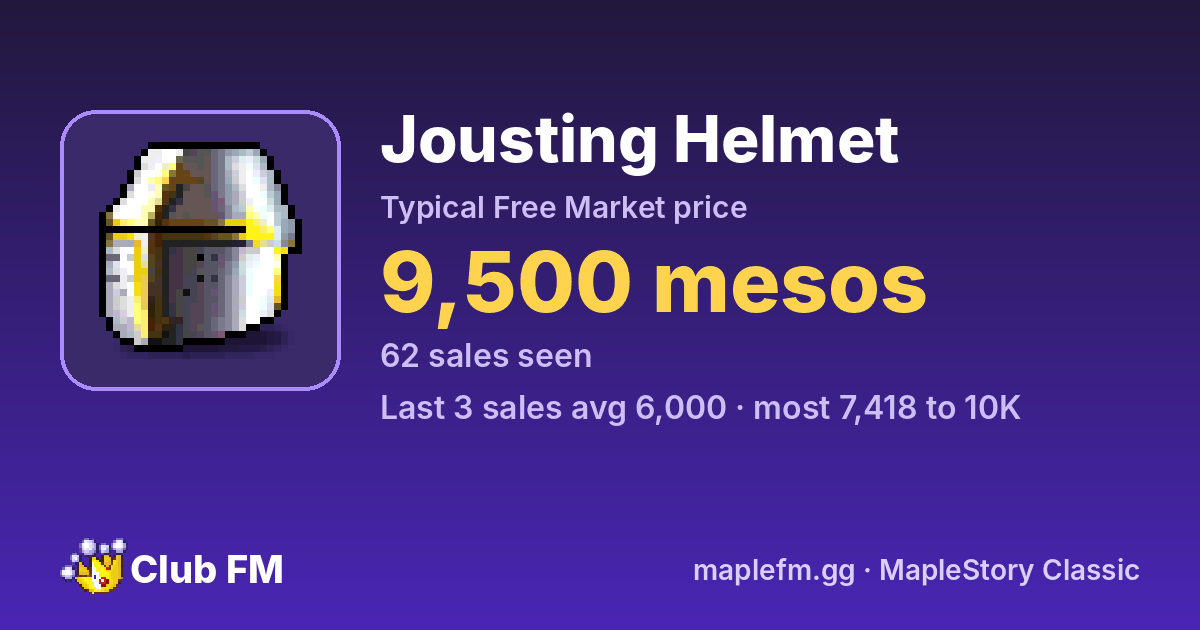 Jousting Helmet
Typical Free Market price
9,500 mesos
62 sales seen
Last 3 sales avg 6,000 · most 7,418 to 10K
Club FM
maplefm.gg · MapleStory Classic